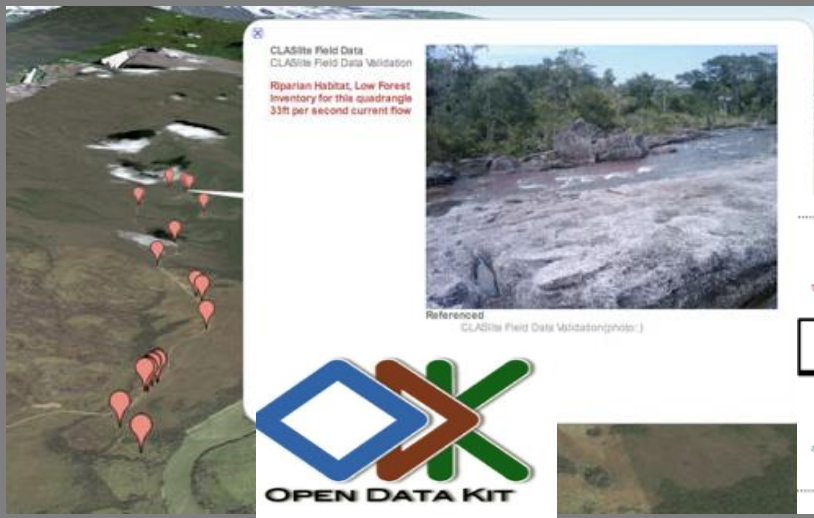 CLASlite Field Data
CLASlite Field Data Validation
Riparian Habitat, Low Forest
Inventory for this quadrangle
33ft per second current flow
Referenced
CLASlite Field Data Validation(photo: )
OPEN DATA KIT